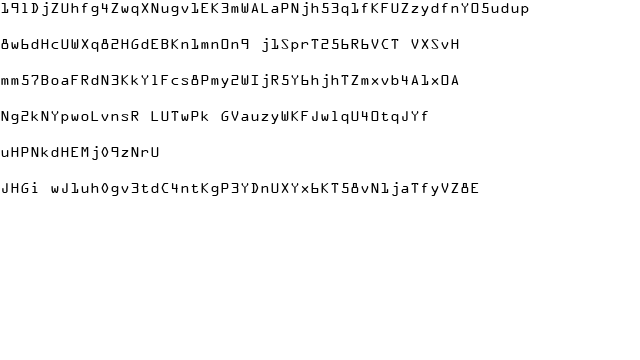 191DjZUhfg4ZwqXNugv1EK3mWALaPNjh53q1fKFUZzydfnYO5udup
8w6dHcUWXq82HGdEBKn1mnOn9 j1SprT256R6VCT VXSvH
mm57BoaFRdN3KkY1Fcs8Pmy2WIjR5Y6hjhTZmxvb4A1xOA
Ng2kNYpwoLvnsR LUTwPk GVauzyWKFJw1qU4OtqJYf
uHPNkdHEMj09zNrU
JHGi wJ1uh0gv3tdC4ntKgP3YDnUXYx6KT58vN1jaTfyVZ8E